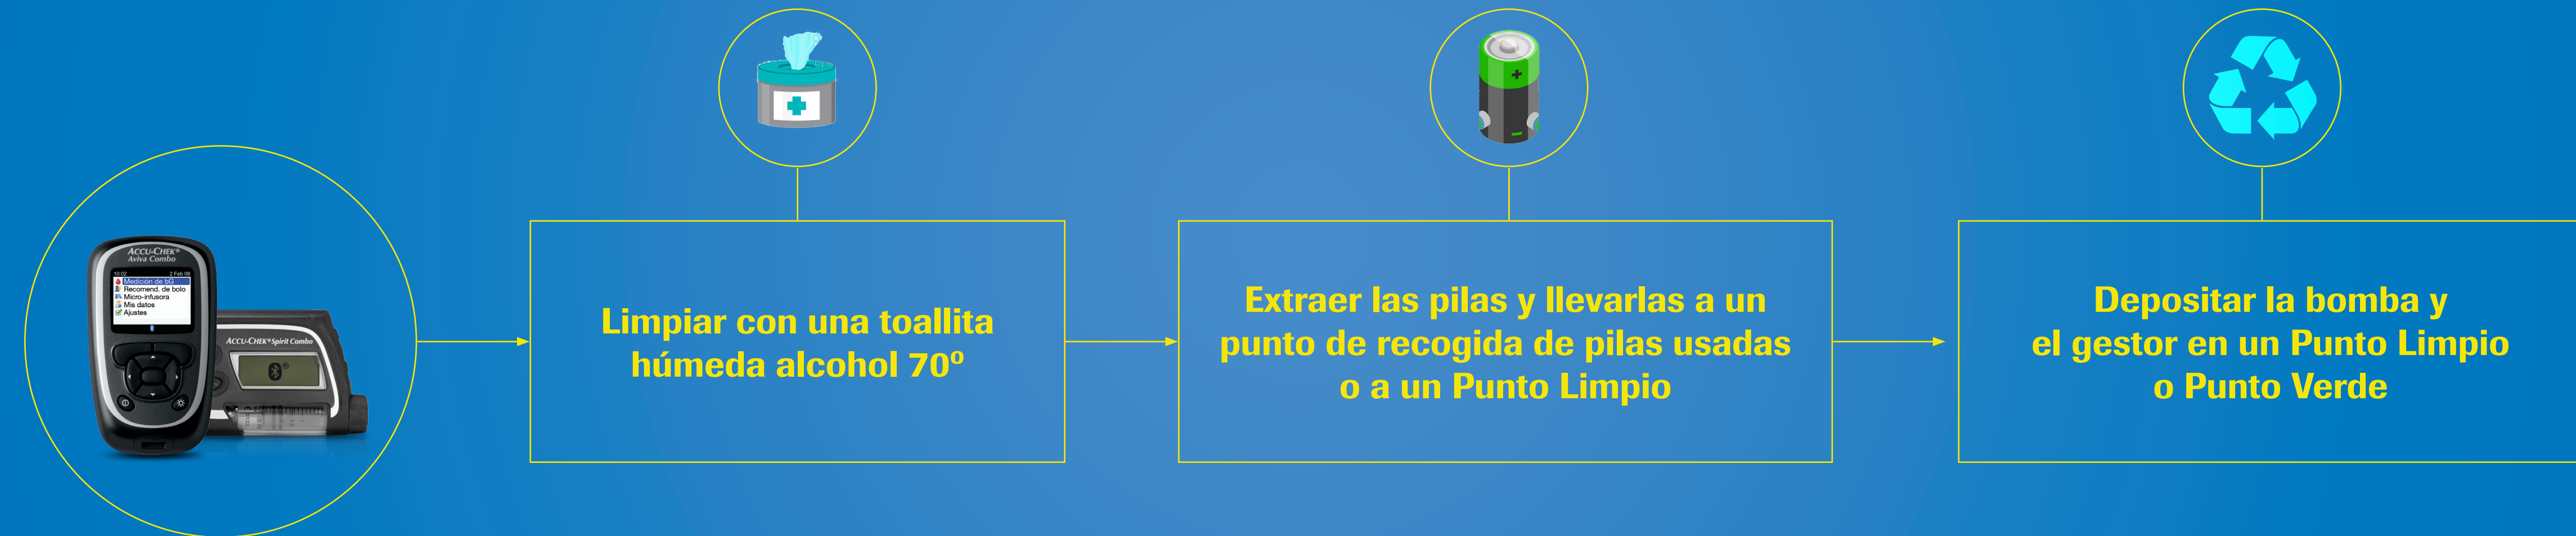 ACCU-CHEK®
Aviva Combo
10:02 2 Feb 08
Medición de bG
Recomend. de bolo
Micro-infusora
Mis datos
Ajustes
ACCU-CHEK® Spirit Combo
Limpiar con una toallita
húmeda alcohol 70º
Extraer las pilas y llevarlas a un
punto de recogida de pilas usadas
o a un Punto Limpio
Depositar la bomba y
el gestor en un Punto Limpio
o Punto Verde